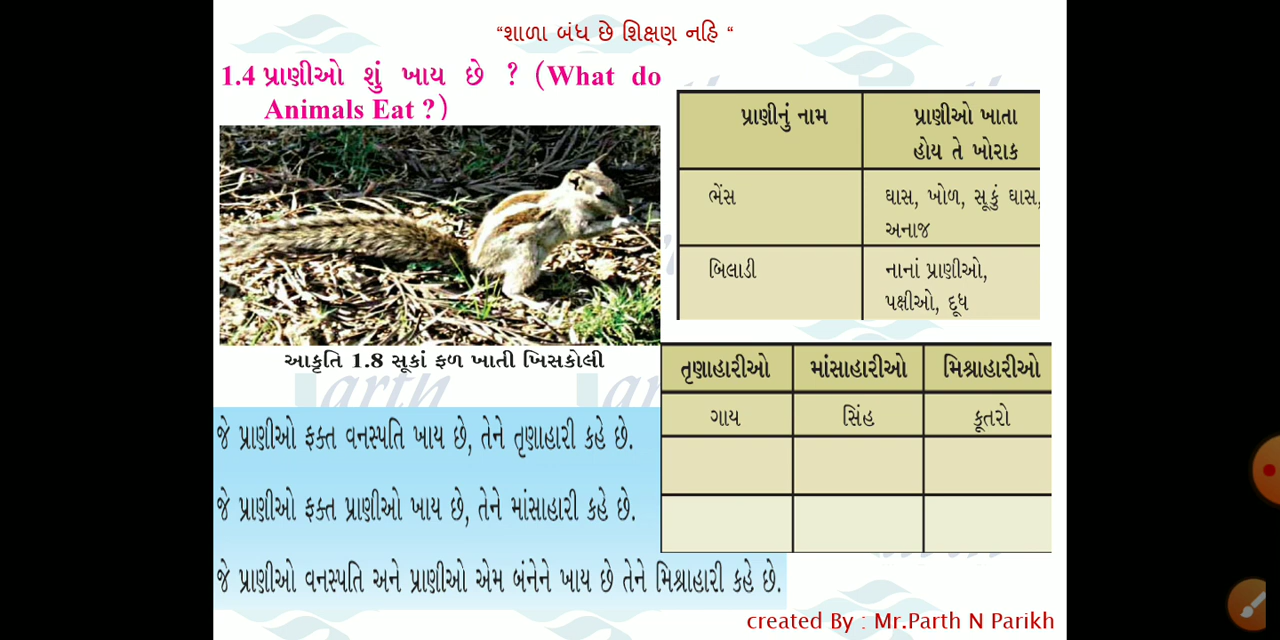 “શાળા બંધ છે શિક્ષણ નહિ “
1.4 પ્રાણીઓ શું ખાય છે ? (What do
Animals Eat ?)
આકૃતિ 1.8 સૂકાં ફળ ખાતી ખિસકોલી
પ્રાણીનું નામ
પ્રાણીઓ ખાતા
હોય તે ખોરાક
ભેંસ
ઘાસ, ખોળ, સૂકું ઘાસ,
અનાજ
બિલાડી
નાનાં પ્રાણીઓ,
પક્ષીઓ, દૂધ
તૃણાહારીઓ માંસાહારીઓ મિશ્રાહારીઓ
ગાય સિંહ કૂતરો
જે પ્રાણીઓ ફક્ત વનસ્પતિ ખાય છે, તેને તૃણાહારી કહે છે.
જે પ્રાણીઓ ફક્ત પ્રાણીઓ ખાય છે, તેને માંસાહારી કહે છે.
જે પ્રાણીઓ વનસ્પતિ અને પ્રાણીઓ એમ બંનેને ખાય છે તેને મિશ્રાહારી કહે છે.
created By : Mr.Parth N Parikh